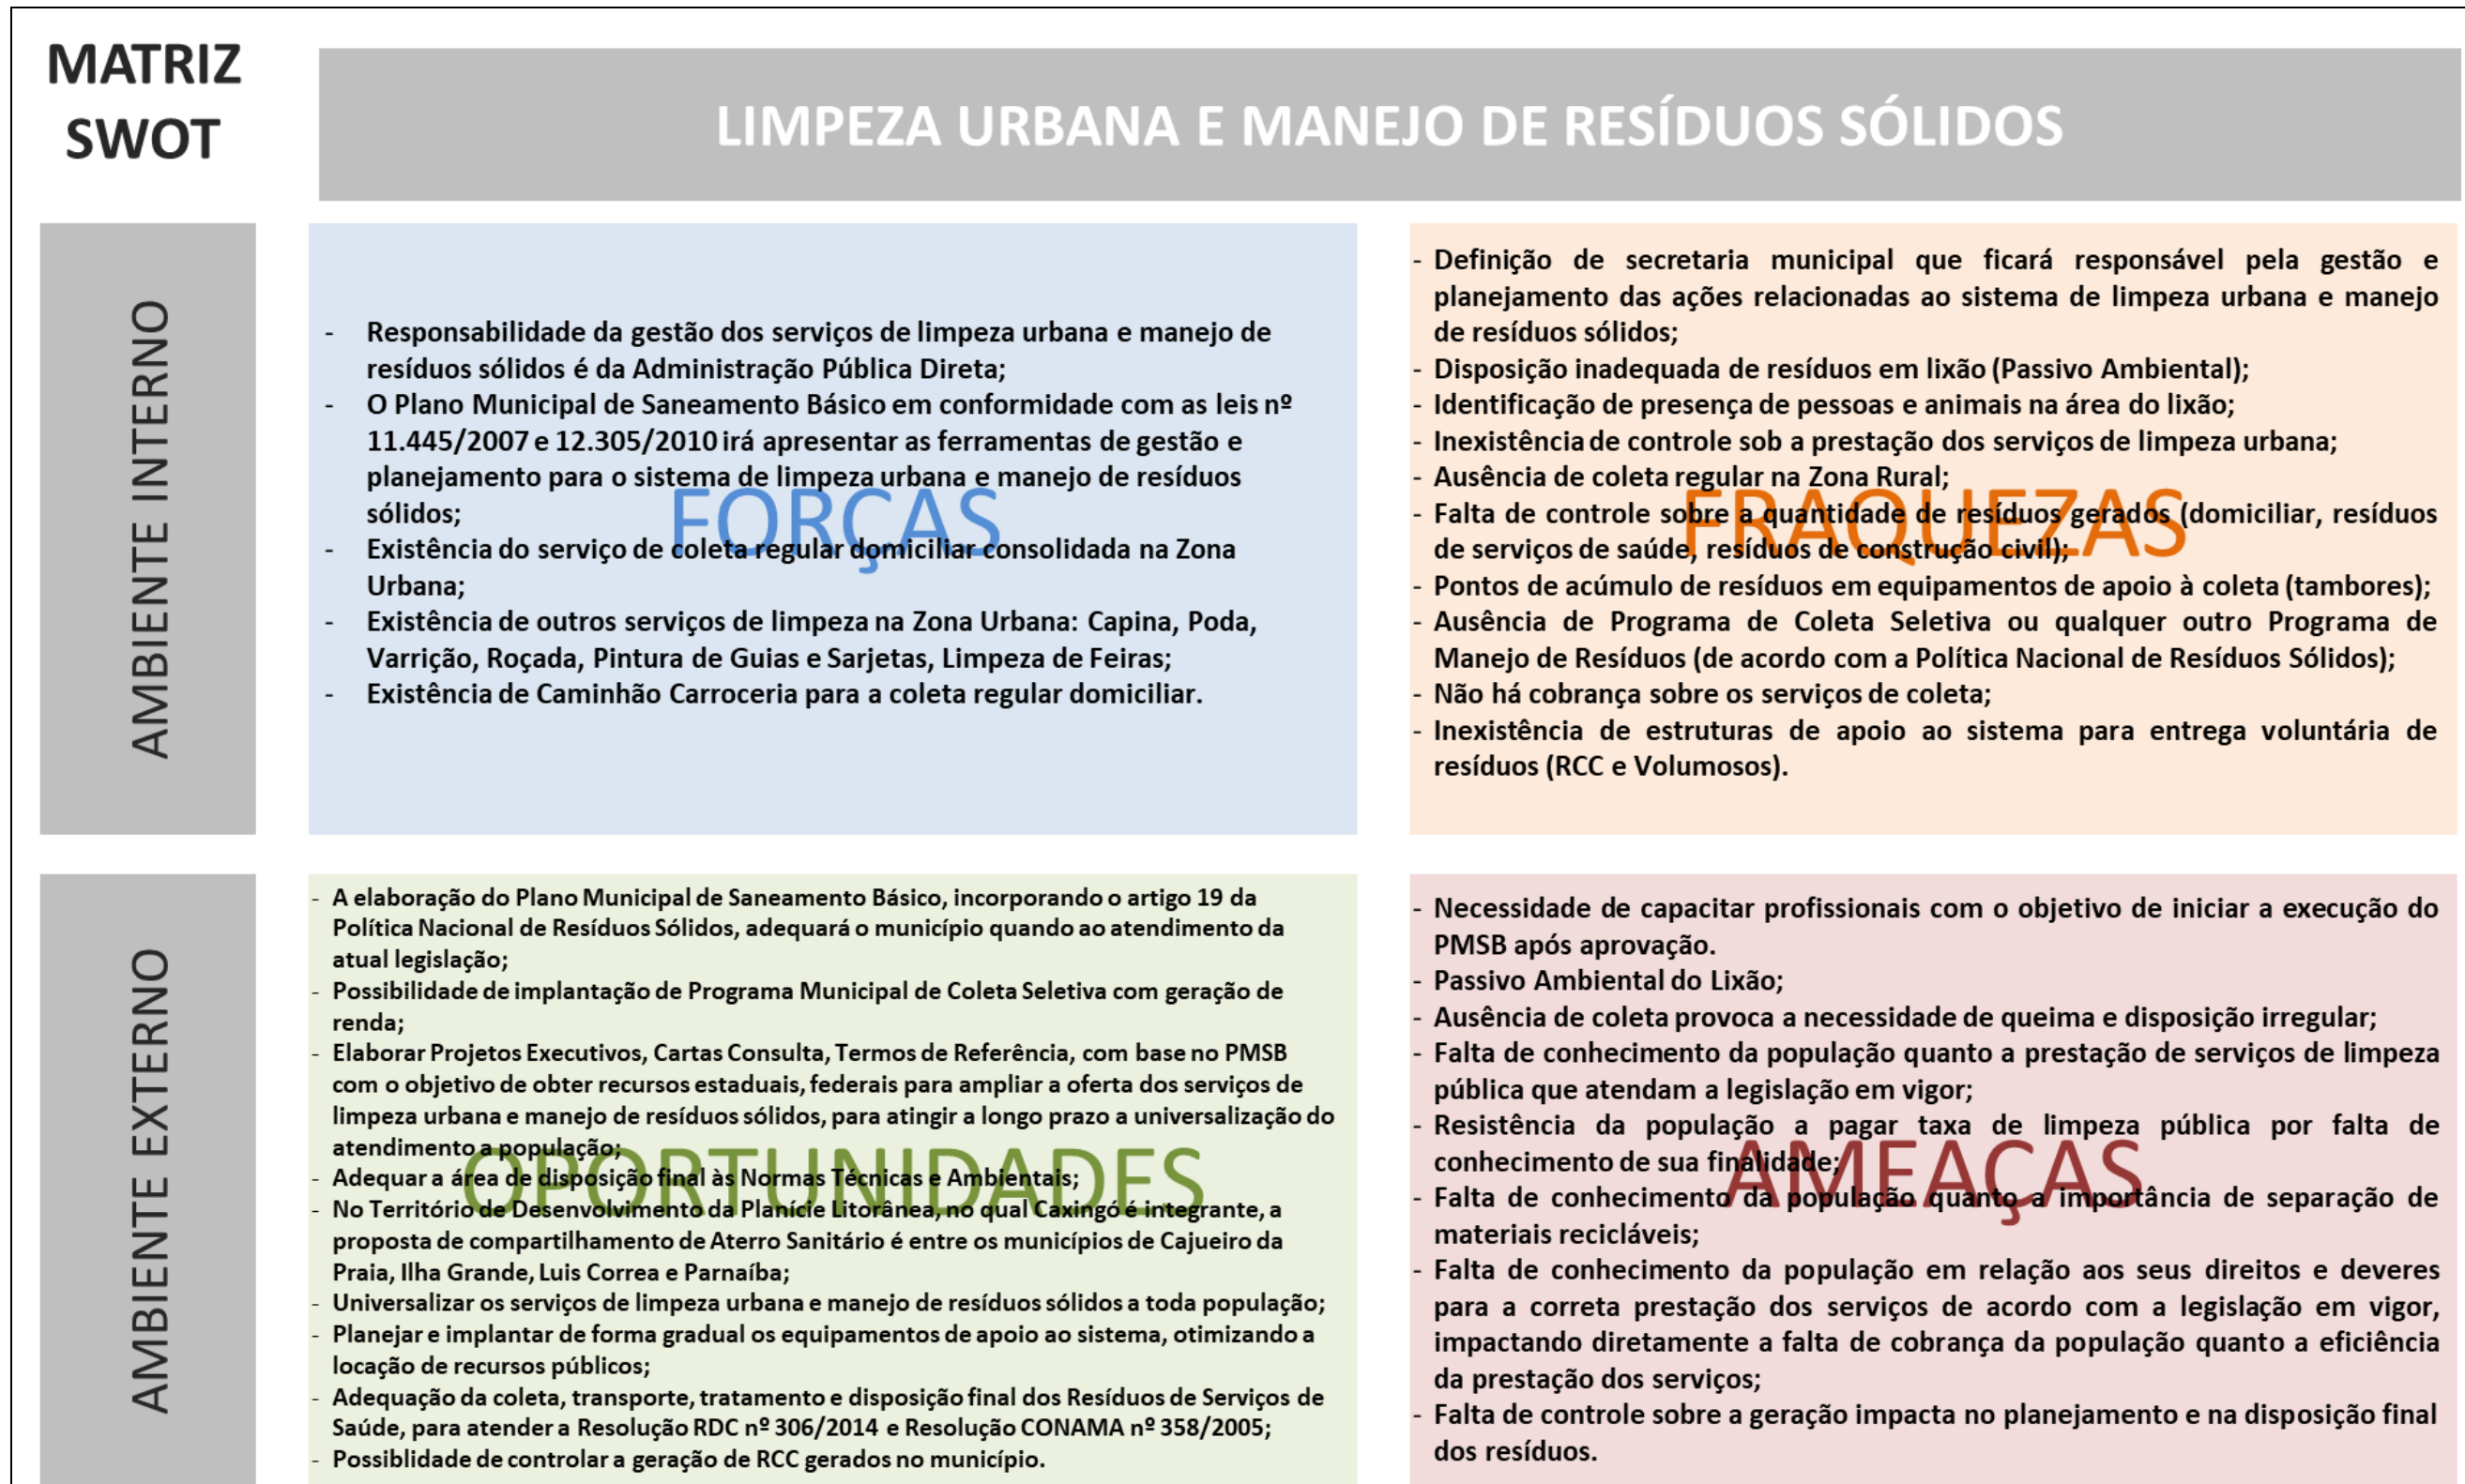 MATRIZ
SWOT
LIMPEZA URBANA E MANEJO DE RESÍDUOS SÓLIDOS
AMBIENTE INTERNO
FORÇAS
- Responsabilidade da gestão dos serviços de limpeza urbana e manejo de
resíduos sólidos é da Administração Pública Direta;
- O Plano Municipal de Saneamento Básico em conformidade com as leis nº
11.445/2007 e 12.305/2010 irá apresentar as ferramentas de gestão e
planejamento para o sistema de limpeza urbana e manejo de resíduos
sólidos;
- Existência do serviço de coleta regular domiciliar consolidada na Zona
Urbana;
- Existência de outros serviços de limpeza na Zona Urbana: Capina, Poda,
Varrição, Roçada, Pintura de Guias e Sarjetas, Limpeza de Feiras;
- Existência de Caminhão Carroceria para a coleta regular domiciliar.
FRAQUEZAS
- Definição de secretaria municipal que ficará responsável pela gestão e
planejamento das ações relacionadas ao sistema de limpeza urbana e manejo
de resíduos sólidos;
- Disposição inadequada de resíduos em lixão (Passivo Ambiental);
- Identificação de presença de pessoas e animais na área do lixão;
- Inexistência de controle sob a prestação dos serviços de limpeza urbana;
- Ausência de coleta regular na Zona Rural;
- Falta de controle sobre a quantidade de resíduos gerados (domiciliar, resíduos
de serviços de saúde, resíduos de construção civil);
- Pontos de acúmulo de resíduos em equipamentos de apoio à coleta (tambores);
- Ausência de Programa de Coleta Seletiva ou qualquer outro Programa de
Manejo de Resíduos (de acordo com a Política Nacional de Resíduos Sólidos);
- Não há cobrança sobre os serviços de coleta;
- Inexistência de estruturas de apoio ao sistema para entrega voluntária de
resíduos (RCC e Volumosos).
AMBIENTE EXTERNO
OPORTUNIDADES
- A elaboração do Plano Municipal de Saneamento Básico, incorporando o artigo 19 da
Política Nacional de Resíduos Sólidos, adequará o município quando ao atendimento da
atual legislação;
- Possibilidade de implantação de Programa Municipal de Coleta Seletiva com geração de
renda;
- Elaborar Projetos Executivos, Cartas Consulta, Termos de Referência, com base no PMSB
com o objetivo de obter recursos estaduais, federais para ampliar a oferta dos serviços de
limpeza urbana e manejo de resíduos sólidos, para atingir a longo prazo a universalização do
atendimento a população;
- Adequar a área de disposição final às Normas Técnicas e Ambientais;
- No Território de Desenvolvimento da Planície Litorânea, no qual Caxingó é integrante, a
proposta de compartilhamento de Aterro Sanitário é entre os municípios de Cajueiro da
Praia, Ilha Grande, Luis Correa e Parnaíba;
- Universalizar os serviços de limpeza urbana e manejo de resíduos sólidos a toda população;
- Planejar e implantar de forma gradual os equipamentos de apoio ao sistema, otimizando a
locação de recursos públicos;
- Adequação da coleta, transporte, tratamento e disposição final dos Resíduos de Serviços de
Saúde, para atender a Resolução RDC nº 306/2014 e Resolução CONAMA nº 358/2005;
- Possiblidade de controlar a geração de RCC gerados no município.
AMEAÇAS
- Necessidade de capacitar profissionais com o objetivo de iniciar a execução do
PMSB após aprovação.
- Passivo Ambiental do Lixão;
- Ausência de coleta provoca a necessidade de queima e disposição irregular;
- Falta de conhecimento da população quanto a prestação de serviços de limpeza
pública que atendam a legislação em vigor;
- Resistência da população a pagar taxa de limpeza pública por falta de
conhecimento de sua finalidade;
- Falta de conhecimento da população quanto a importância de separação de
materiais recicláveis;
- Falta de conhecimento da população em relação aos seus direitos e deveres
para a correta prestação dos serviços de acordo com a legislação em vigor,
impactando diretamente a falta de cobrança da população quanto a eficiência
da prestação dos serviços;
- Falta de controle sobre a geração impacta no planejamento e na disposição final
dos resíduos.